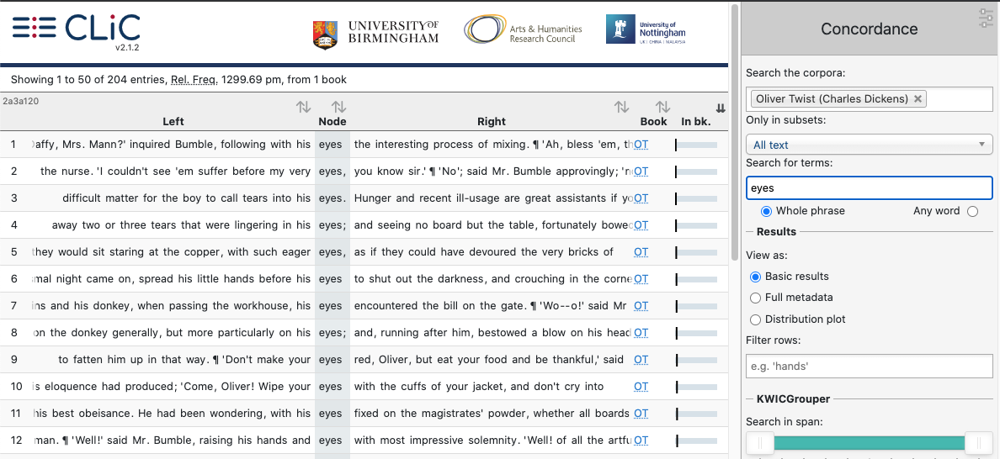 CLiC
v2.1.2
UNIVERSITY OF
BIRMINGHAM
Arts & Humanities
Research Council
University of
Nottingham
UK | CHINA | MALAYSIA
Showing 1 to 50 of 204 entries, Rel. Freq. 1299.69 pm, from 1 book
2a3a120
Left Node Right Book In bk.
1 Daffy, Mrs. Mann?' inquired Bumble, following with his eyes the interesting process of mixing. ¶ 'Ah, bless 'em, th OT
2 the nurse. 'I couldn't see 'em suffer before my very eyes, you know sir.' ¶ 'No'; said Mr. Bumble approvingly; 'n OT
3 difficult matter for the boy to call tears into his eyes. Hunger and recent ill-usage are great assistants if yo OT
4 away two or three tears that were lingering in his eyes; and seeing no board but the table, fortunately bowed OT
5 they would sit staring at the copper, with such eager eyes, as if they could have devoured the very bricks of OT
6 mal night came on, spread his little hands before his eyes to shut out the darkness, and crouching in the corne OT
7 ins and his donkey, when passing the workhouse, his eyes encountered the bill on the gate. ¶ 'Wo--o!' said Mr OT
8 on the donkey generally, but more particularly on his eyes; and, running after him, bestowed a blow on his head OT
9 to fatten him up in that way. ¶ 'Don't make your eyes red, Oliver, but eat your food and be thankful,' said OT
10 is eloquence had produced; 'Come, Oliver! Wipe your eyes with the cuffs of your jacket, and don't cry into OT
11 his best obeisance. He had been wondering, with his eyes fixed on the magistrates' powder, whether all boards OT
12 man. ¶ 'Well!' said Mr. Bumble, raising his hands and eyes with most impressive solemnity. 'Well! of all the artfu OT
Concordance
Search the corpora:
Oliver Twist (Charles Dickens) ×
Only in subsets:
All text
Search for terms:
eyes
Whole phrase Any word
Results
View as:
Basic results
Full metadata
Distribution plot
Filter rows:
e.g. 'hands'
KWICGrouper
Search in span: